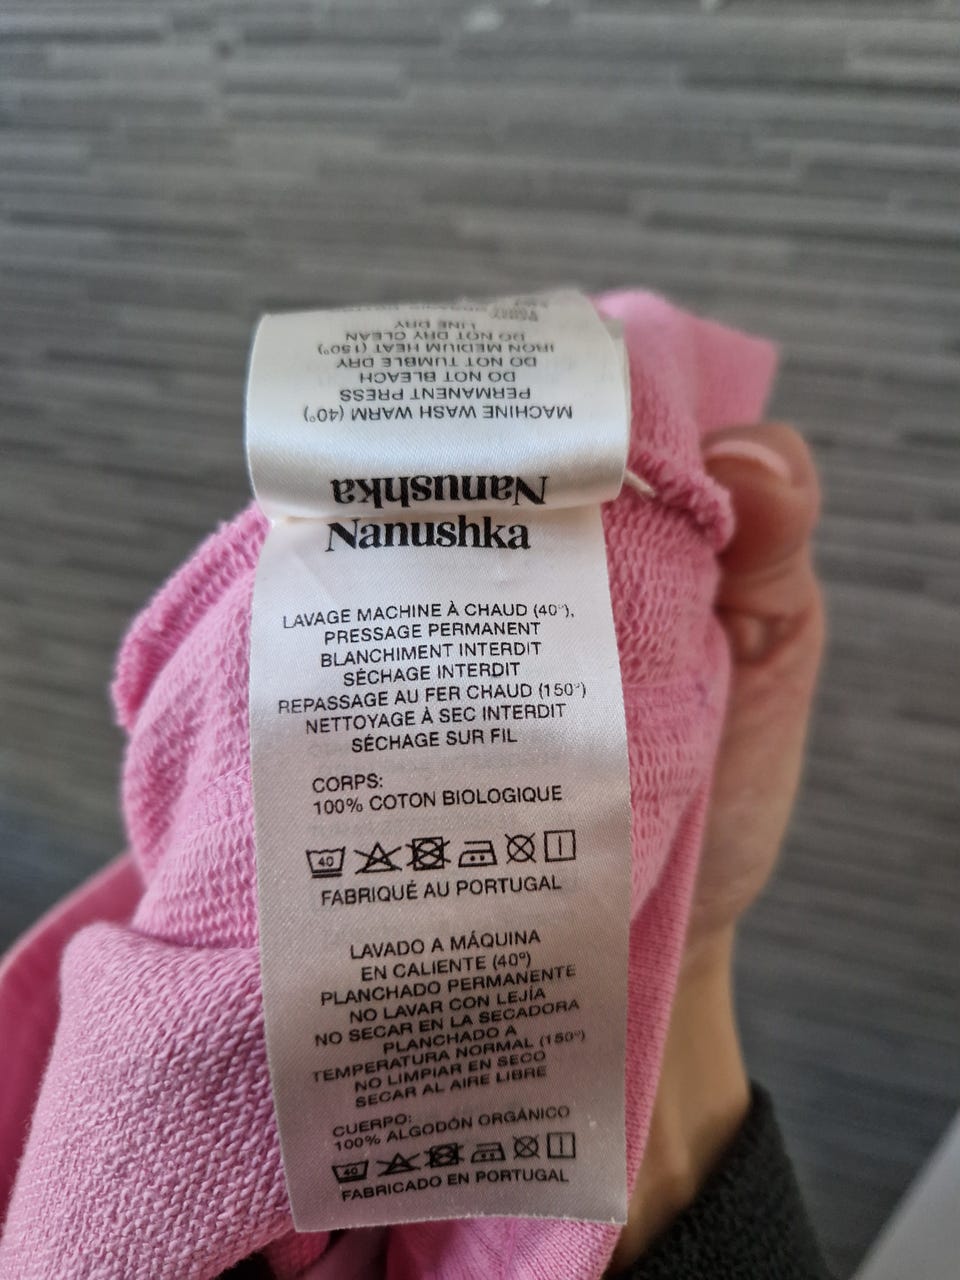 Nanushka
MACHINE WASH WARM (40°)
PERMANENT PRESS
DO NOT BLEACH
DO NOT TUMBLE DRY
IRON MEDIUM HEAT (150°)
DO NOT DRY CLEAN
LINE DRY
Nanushka
LAVAGE MACHINE À CHAUD (40°),
PRESSAGE PERMANENT
BLANCHIMENT INTERDIT
SÉCHAGE INTERDIT
REPASSAGE AU FER CHAUD (150°)
NETTOYAGE À SEC INTERDIT
SÉCHAGE SUR FIL
CORPS:
100% COTON BIOLOGIQUE
40
FABRIQUÉ AU PORTUGAL
LAVADO A MÁQUINA
EN CALIENTE (40°)
PLANCHADO PERMANENTE
NO LAVAR CON LEJÍA
NO SECAR EN LA SECADORA
PLANCHADO A
TEMPERATURA NORMAL (150°)
NO LIMPIAR EN SECO
SECAR AL AIRE LIBRE
CUERPO:
100% ALGODÓN ORGÁNICO
40
FABRICADO EN PORTUGAL